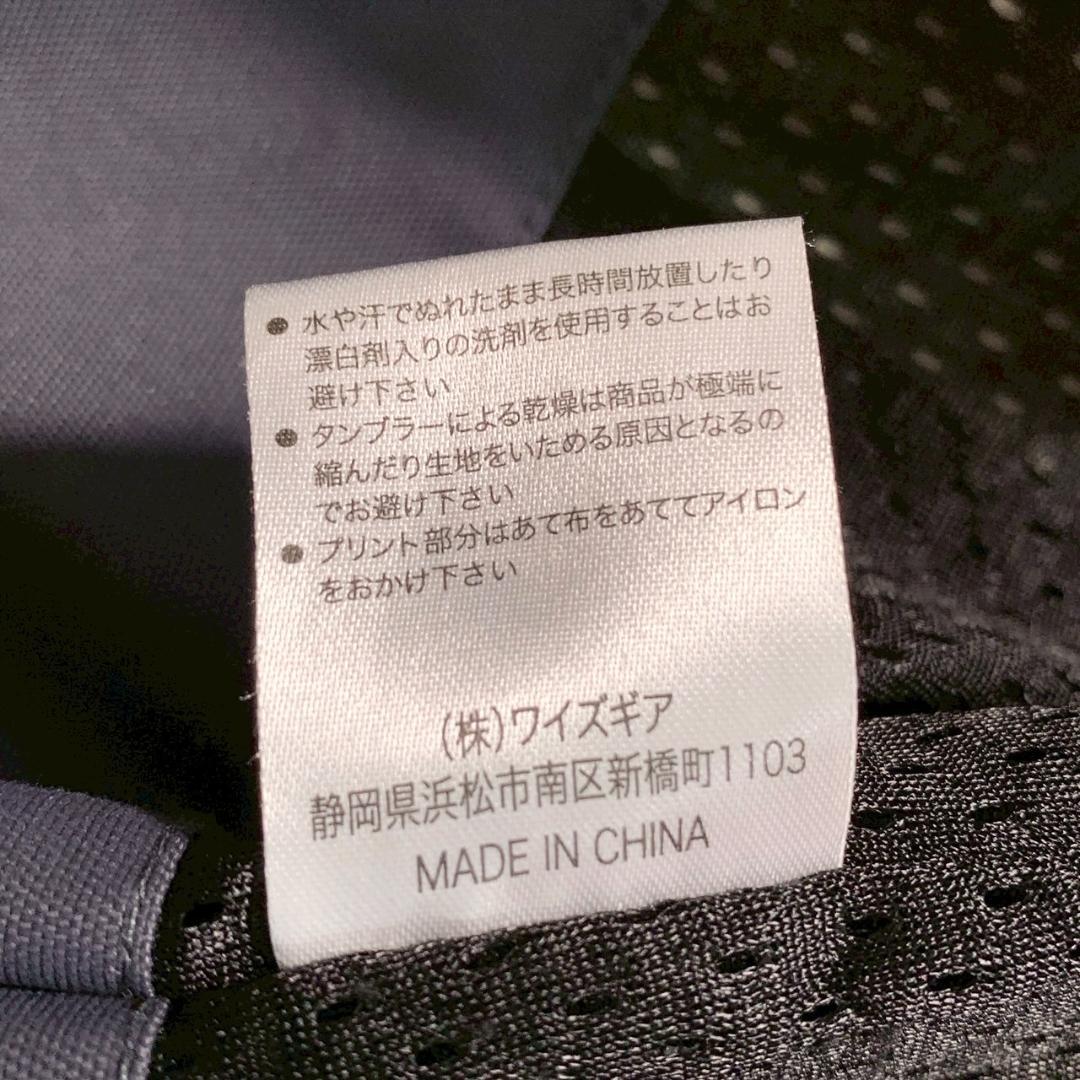 ● 水や汗でぬれたまま長時間放置したり
漂白剤入りの洗剤を使用することはお
避け下さい
● タンブラーによる乾燥は商品が極端に
縮んだり生地をいためる原因となるの
でお避け下さい
● プリント部分はあて布をあててアイロン
をおかけ下さい
(株)ワイズギア
静岡県浜松市南区新橋町1103
MADE IN CHINA